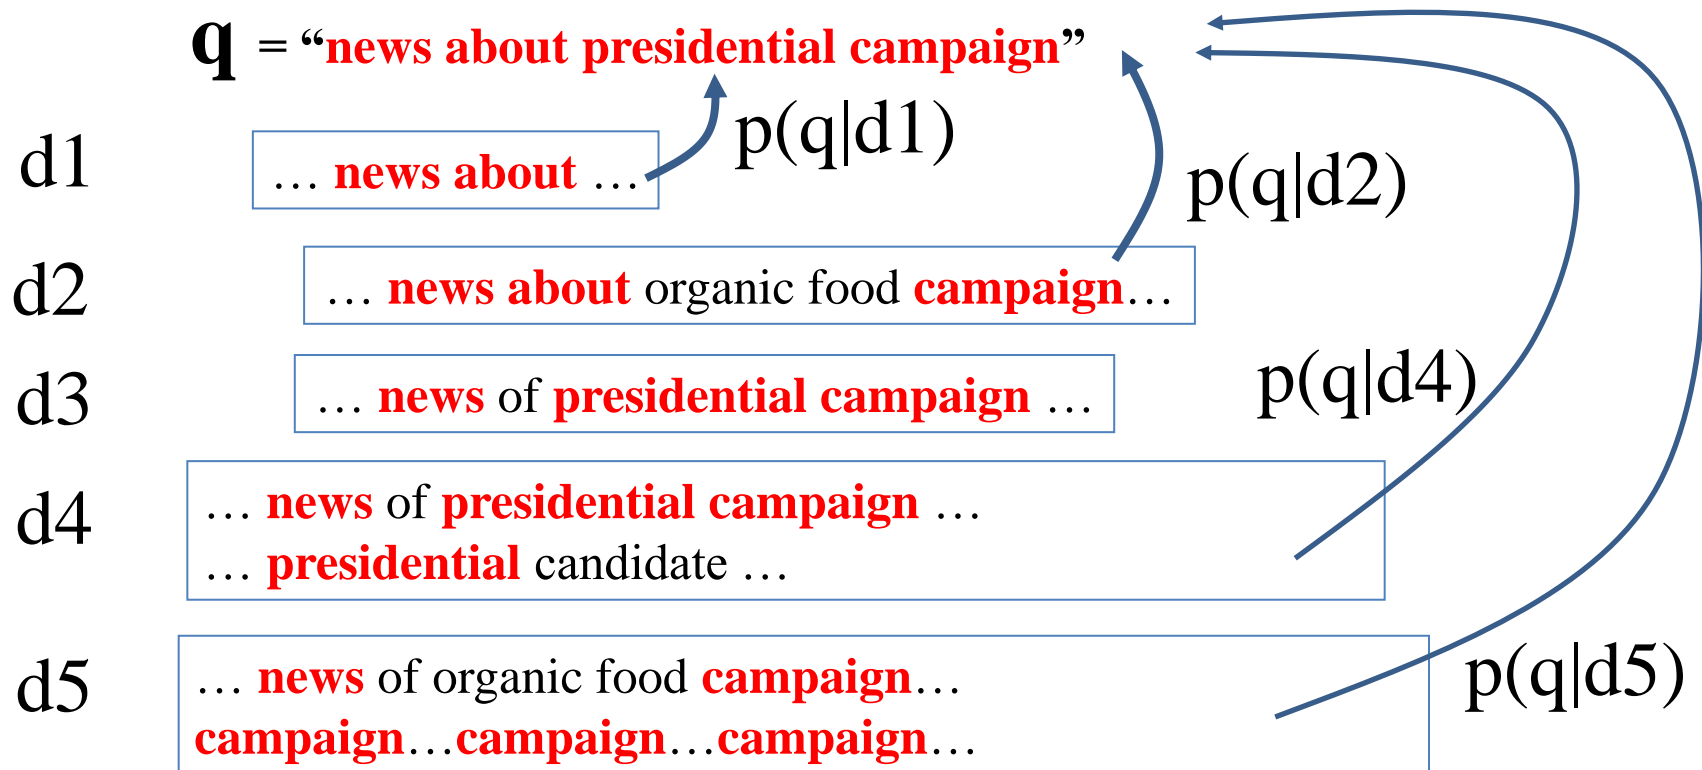 q = “news about presidential campaign”
p(q|d1)
d1
… news about …
p(q|d2)
d2
… news about organic food campaign…
d3
… news of presidential campaign …
p(q|d4)
d4
… news of presidential campaign …
… presidential candidate …
d5
… news of organic food campaign…
campaign…campaign…campaign…
p(q|d5)